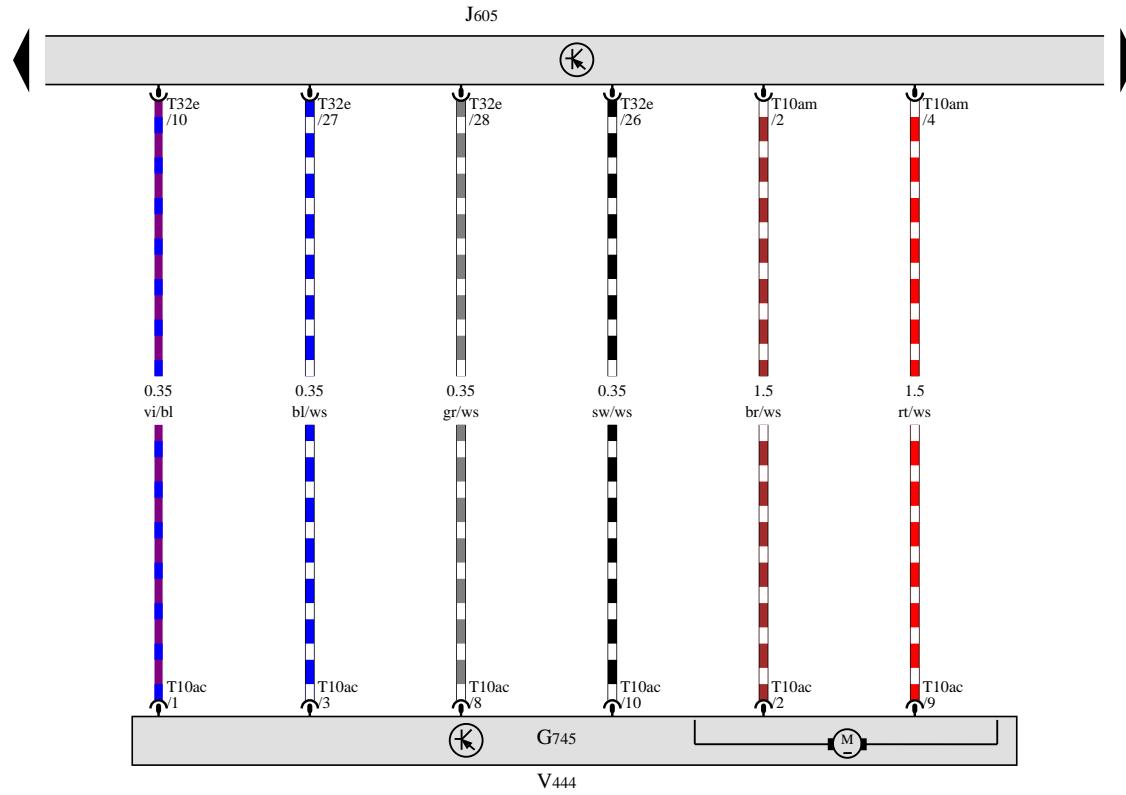 J605
T32e T32e T32e T32e T10am T10am
/10 /27 /28 /26 /2 /4
0.35 0.35 0.35 0.35 1.5 1.5
vi/bl bl/ws gr/ws sw/ws br/ws rt/ws
T10ac T10ac T10ac T10ac T10ac T10ac
/1 /3 /8 /10 /2 /9
G745 M
V444